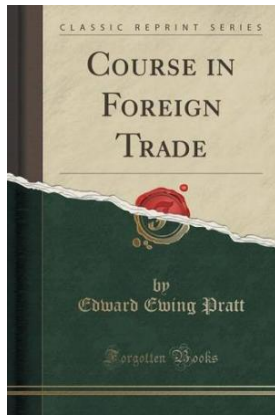 CLASSIC REPRINT SERIES
COURSE IN
FOREIGN
TRADE
by
Edward Ewing Pratt
Forgotten Books